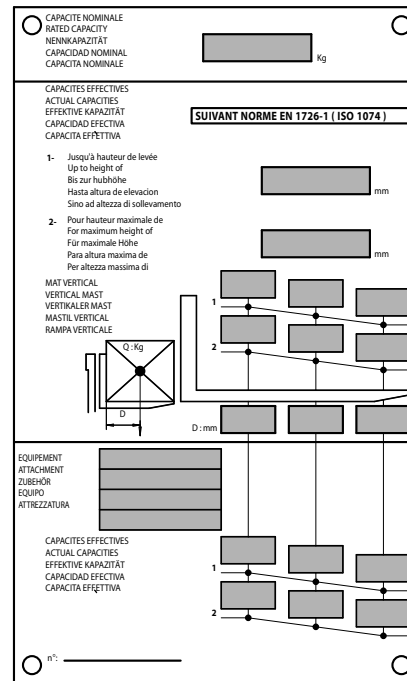 CAPACITE NOMINALE
RATED CAPACITY
NENNKAPAZITÄT
CAPACIDAD NOMINAL
CAPACITA NOMINALE
Kg
CAPACITES EFFECTIVES
ACTUAL CAPACITIES
EFFEKTIVE KAPAZITÄT
CAPACIDAD EFECTIVA
CAPACITA EFFETTIVA
SUIVANT NORME EN 1726-1 ( ISO 1074 )
1- Jusqu'à hauteur de levée
Up to height of
Bis zur hubhöhe
Hasta altura de elevacion
Sino ad altezza di sollevamento
mm
2- Pour hauteur maximale de
For maximum height of
Für maximale Höhe
Para altura maxima de
Per altezza massima di
mm
MAT VERTICAL
VERTICAL MAST
VERTIKALER MAST
MASTIL VERTICAL
RAMPA VERTICALE
1
2
Q : Kg
D
D : mm
EQUIPEMENT
ATTACHMENT
ZUBEHÖR
EQUIPO
ATTREZZATURA
CAPACITES EFFECTIVES
ACTUAL CAPACITIES
EFFEKTIVE KAPAZITÄT
CAPACIDAD EFECTIVA
CAPACITA EFFETTIVA
1
2
n°: